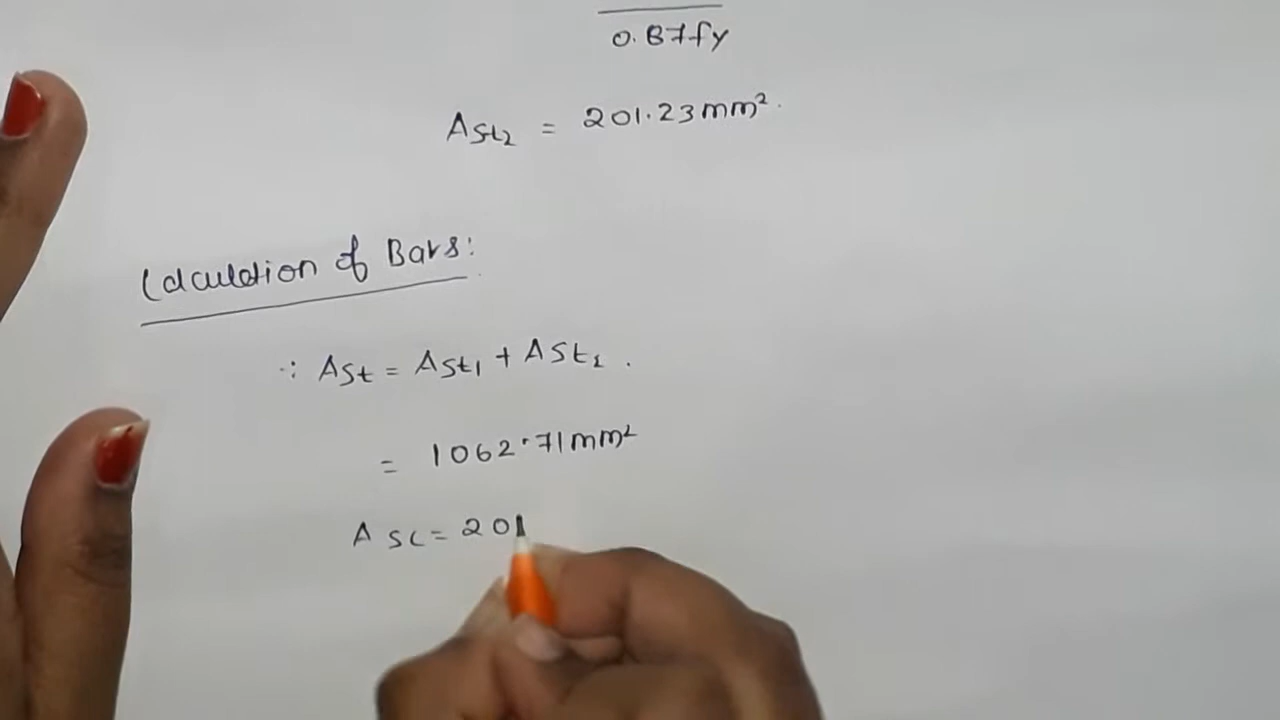 0.87fy
Ast2 = 201.23mm².
Calculation of Bars:
∴ Ast = Ast1 + Ast2 .
= 1062.71mm²
Asc = 201